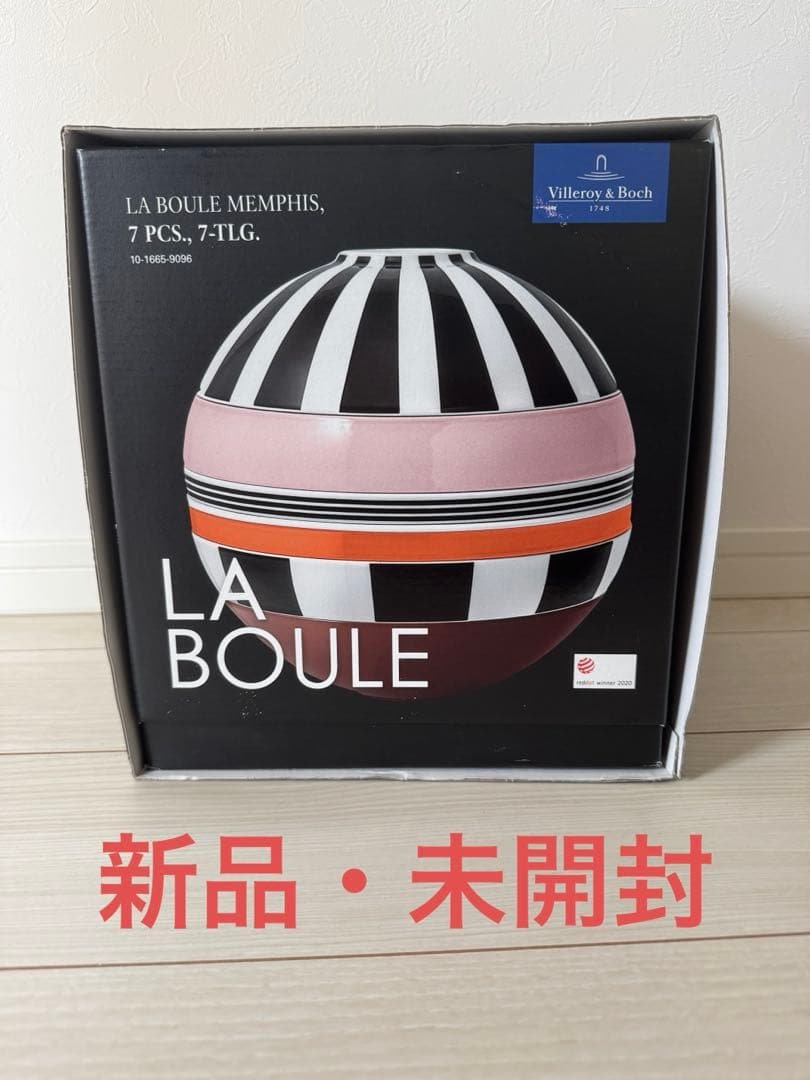 LA BOULE MEMPHIS,
7 PCS., 7-TLG.
10-1665-9096
Villeroy & Boch
1748
LA
BOULE
reddot winner 2020
新品・未開封